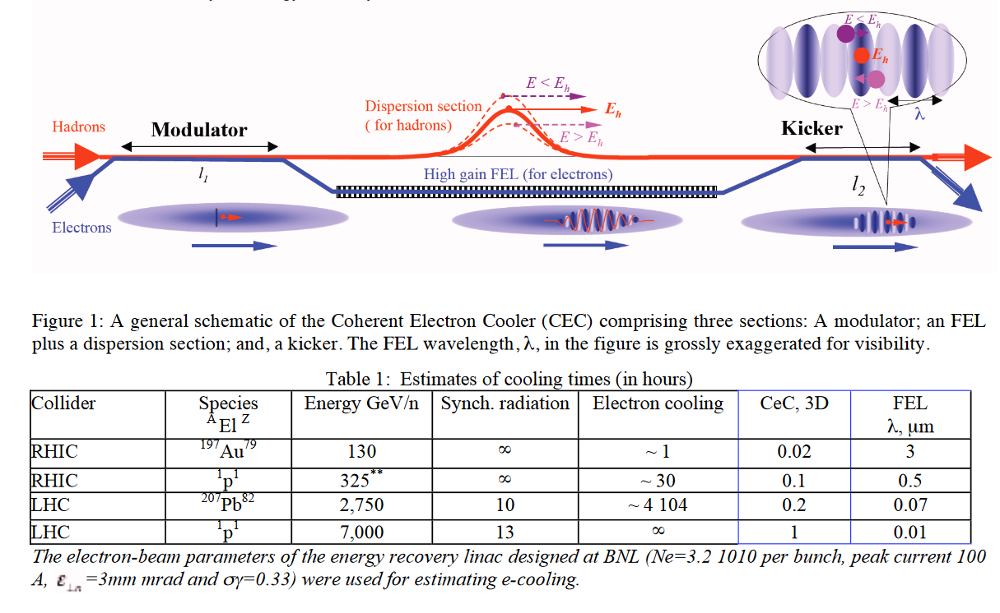 E < Eh
Eh
E > Eh
λ
E < Eh
Dispersion section
( for hadrons)
Eh
E > Eh
Hadrons
Modulator
Kicker
l1
High gain FEL (for electrons)
l2
Electrons
Figure 1: A general schematic of the Coherent Electron Cooler (CEC) comprising three sections: A modulator; an FEL
plus a dispersion section; and, a kicker. The FEL wavelength, λ, in the figure is grossly exaggerated for visibility.
Table 1: Estimates of cooling times (in hours)
Collider Species Energy GeV/n Synch. radiation Electron cooling CeC, 3D FEL
A El Z λ, μm
RHIC 197Au79 130 ∞ ~ 1 0.02 3
RHIC 1p1 325** ∞ ~ 30 0.1 0.5
LHC 207Pb82 2,750 10 ~ 4 104 0.2 0.07
LHC 1p1 7,000 13 ∞ 1 0.01
The electron-beam parameters of the energy recovery linac designed at BNL (Ne=3.2 1010 per bunch, peak current 100
A, ε⊥n =3mm mrad and σγ=0.33) were used for estimating e-cooling.